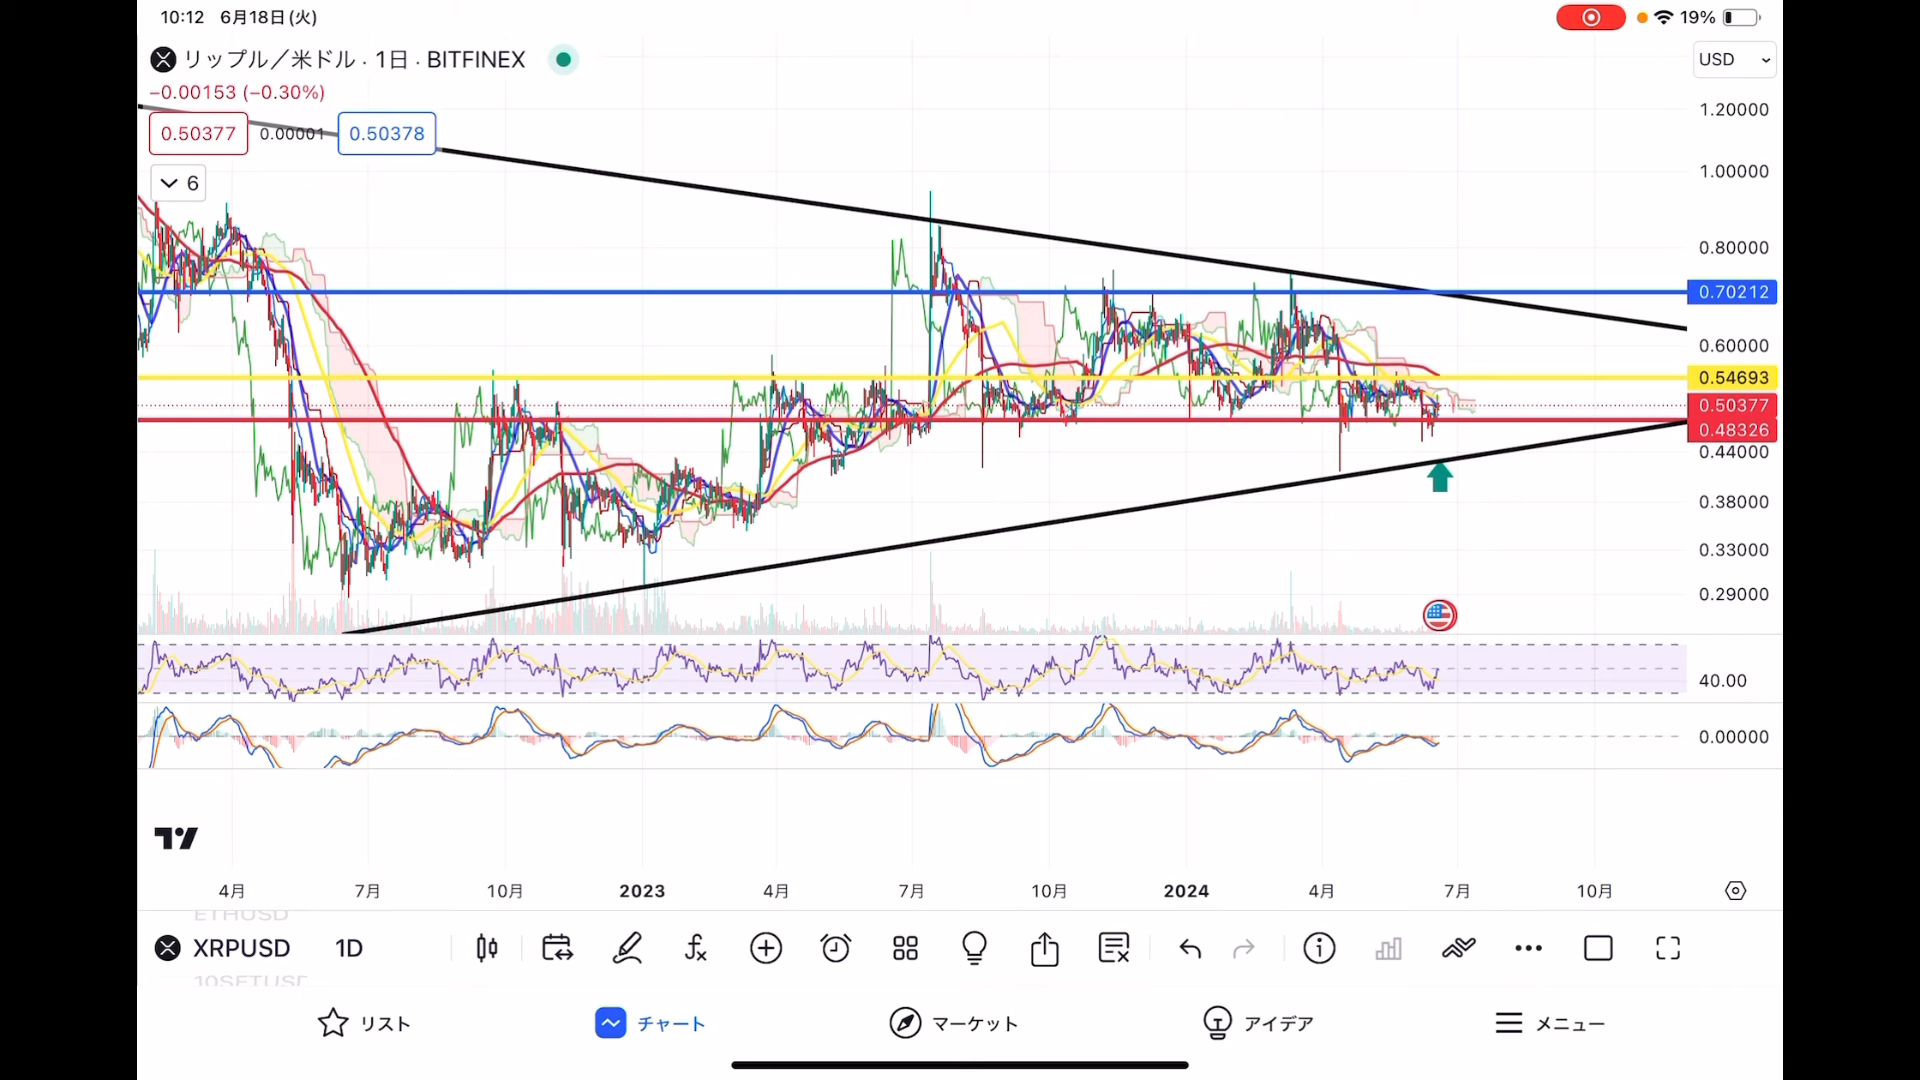 10:12 6月18日(火)
19%
リップル／米ドル · 1日 · BITFINEX
USD
−0.00153 (−0.30%)
0.50377 0.00001 0.50378
6
1.20000
1.00000
0.80000
0.70212
0.60000
0.54693
0.50377
0.48326
0.44000
0.38000
0.33000
0.29000
40.00
0.00000
4月 7月 10月 2023 4月 7月 10月 2024 4月 7月 10月
ETHUSD
XRPUSD 1D
10SETUSD
リスト チャート マーケット アイデア メニュー